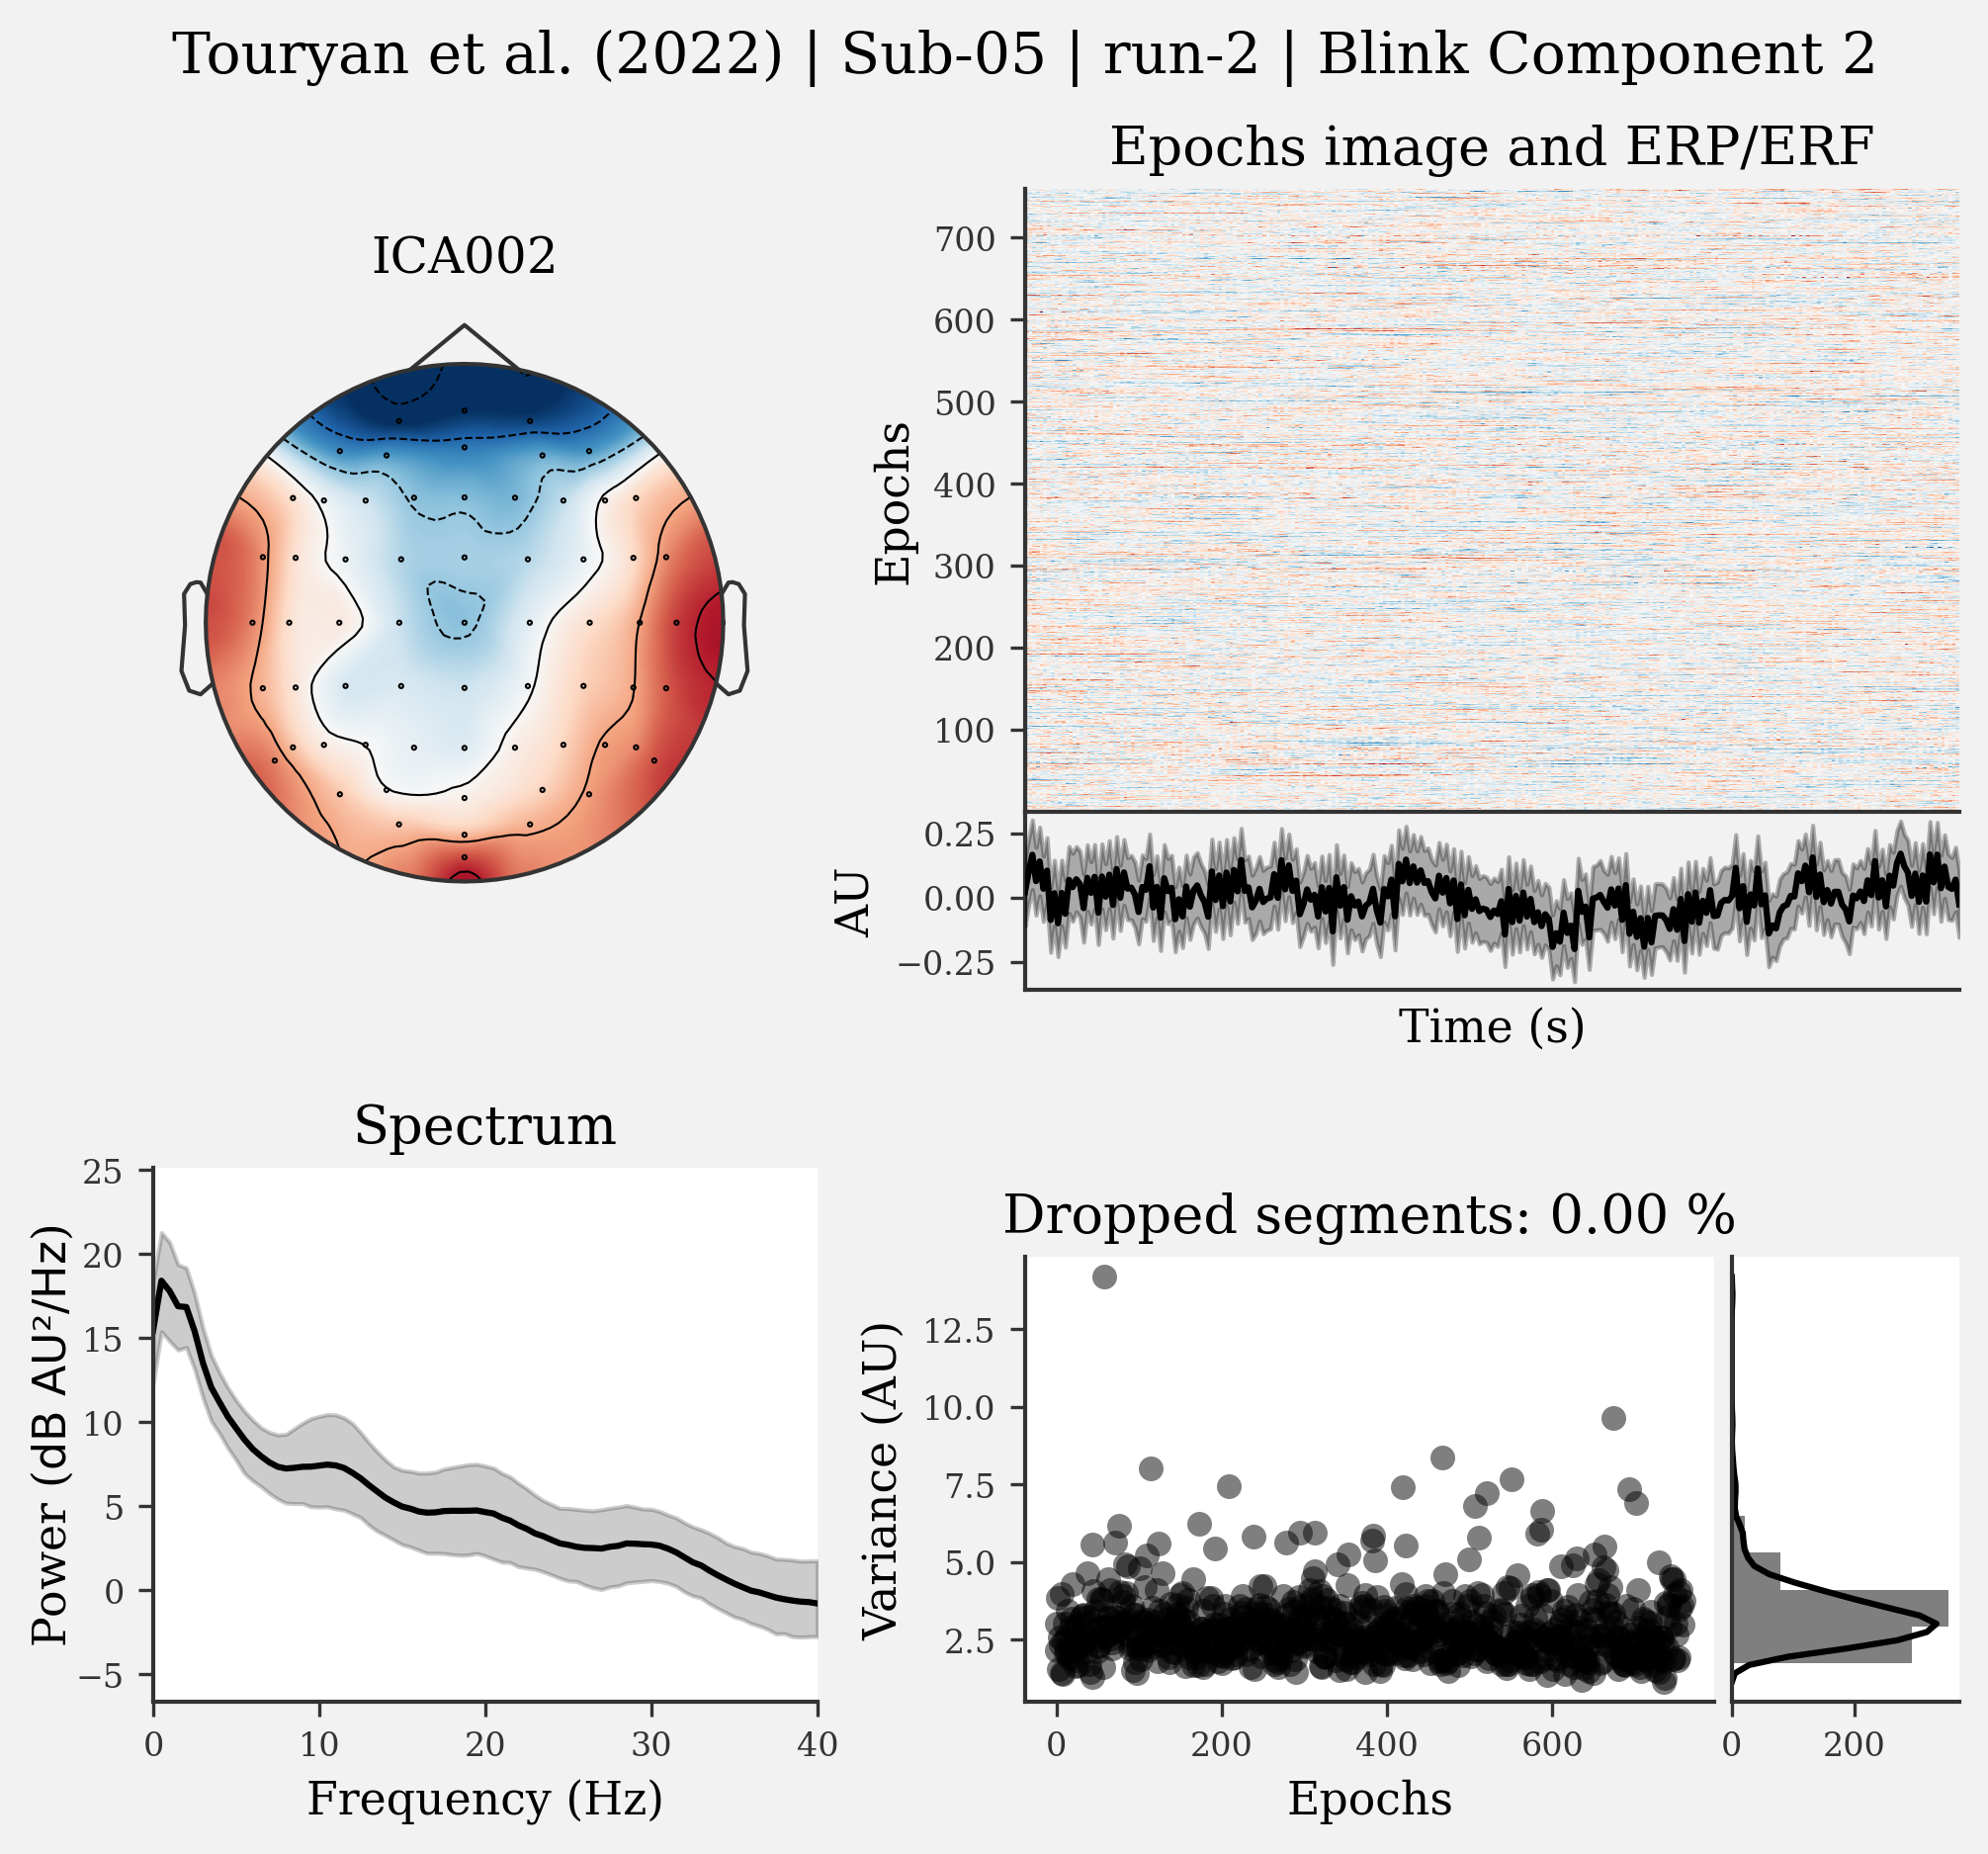 Touryan et al. (2022) | Sub-05 | run-2 | Blink Component 2
ICA002
Epochs image and ERP/ERF
700
600
500
400
300
200
100
Epochs
0.25
0.00
−0.25
AU
Time (s)
Spectrum
25
20
15
10
5
0
−5
Power (dB AU²/Hz)
0 10 20 30 40
Frequency (Hz)
Dropped segments: 0.00 %
12.5
10.0
7.5
5.0
2.5
Variance (AU)
0 200 400 600
Epochs
0 200